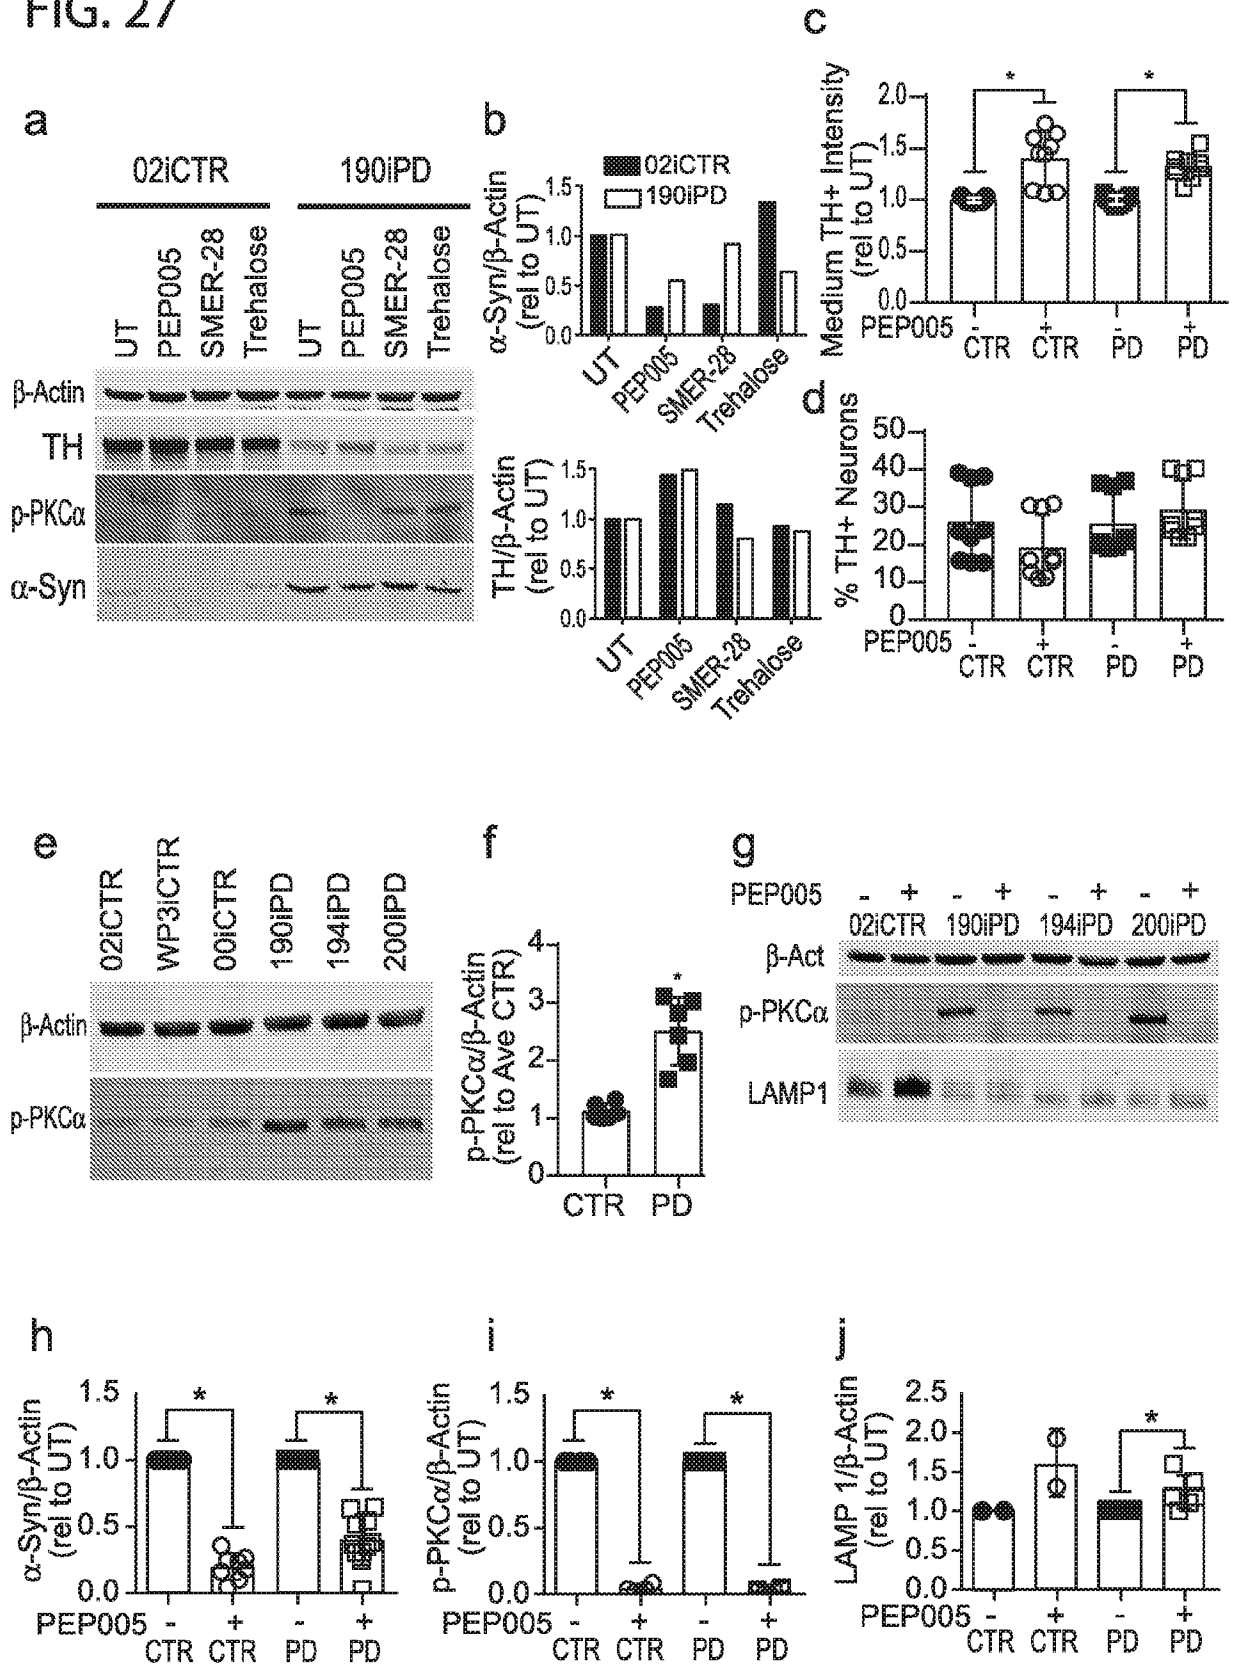 FIG. 27
a
02iCTR 190iPD
UT PEP005 SMER-28 Trehalose UT PEP005 SMER-28 Trehalose
β-Actin
TH
p-PKCα
α-Syn
b
02iCTR
190iPD
α-Syn/β-Actin
(rel to UT)
1.5
1.0
0.5
0.0
UT PEP005 SMER-28 Trehalose
TH/β-Actin
(rel to UT)
1.5
1.0
0.5
0.0
UT PEP005 SMER-28 Trehalose
c
Medium TH+ Intensity
(rel to UT)
2.0
1.5
1.0
0.5
0.0
* *
PEP005 - + - +
CTR CTR PD PD
d
% TH+ Neurons
50
40
30
20
10
0
PEP005 - + - +
CTR CTR PD PD
e
02iCTR WP3iCTR 00iCTR 190iPD 194iPD 200iPD
β-Actin
p-PKCα
f
p-PKCα/β-Actin
(rel to Ave CTR)
4
3
2
1
0
*
CTR PD
g
PEP005 - + - + - + - +
02iCTR 190iPD 194iPD 200iPD
β-Act
p-PKCα
LAMP1
h
α-Syn/β-Actin
(rel to UT)
1.5
1.0
0.5
0.0
* *
PEP005 - + - +
CTR CTR PD PD
i
p-PKCα/β-Actin
(rel to UT)
1.5
1.0
0.5
0.0
* *
PEP005 - + - +
CTR CTR PD PD
j
LAMP 1/β-Actin
(rel to UT)
2.5
2.0
1.5
1.0
0.5
0.0
*
PEP005 - + - +
CTR CTR PD PD